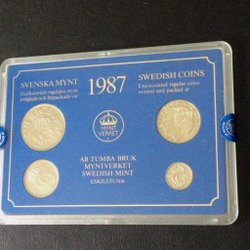 SVENSKA MYNT
Ocirkulerade reguljära mynt
präglade och förpackade vid
1987
SWEDISH COINS
Uncirculated regular coins
minted and packed at
MYNT
VERKET
AB TUMBA BRUK
MYNTVERKET
SWEDISH MINT
ESKILSTUNA